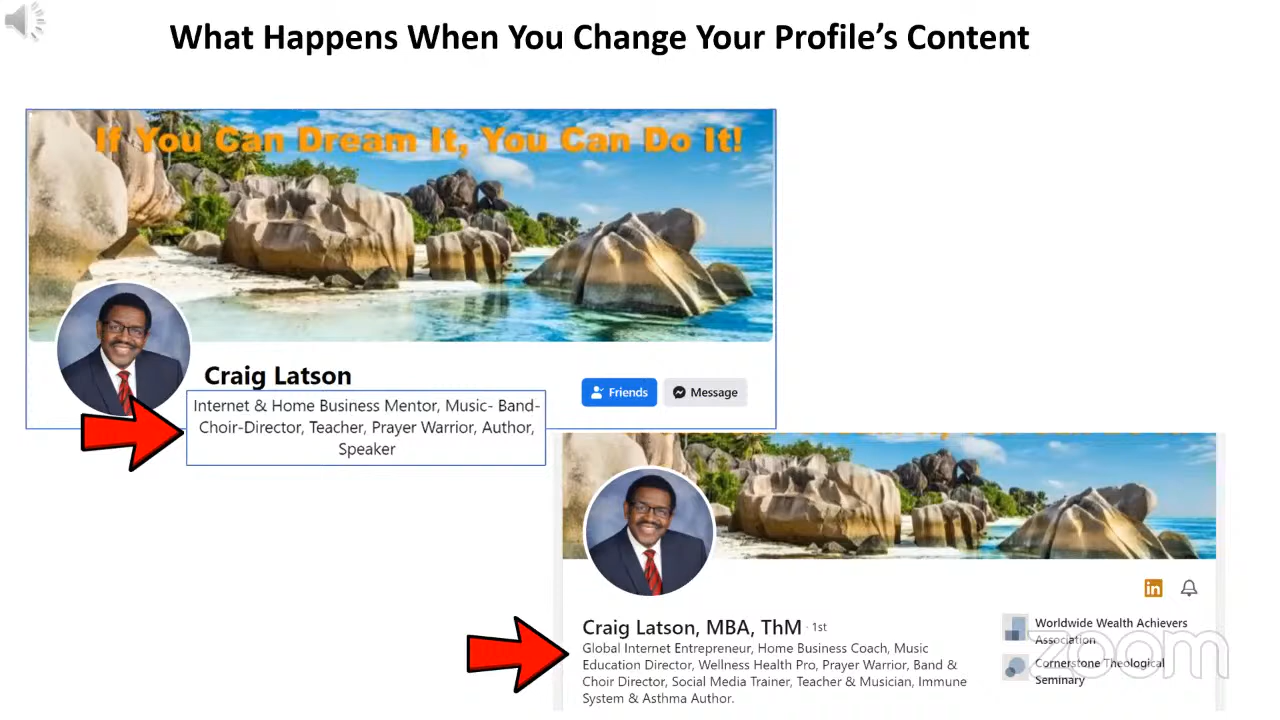 What Happens When You Change Your Profile's Content
If You Can Dream It, You Can Do It!
Craig Latson
Friends
Message
Internet & Home Business Mentor, Music- Band-
Choir-Director, Teacher, Prayer Warrior, Author,
Speaker
in
Craig Latson, MBA, ThM · 1st
Global Internet Entrepreneur, Home Business Coach, Music
Education Director, Wellness Health Pro, Prayer Warrior, Band &
Choir Director, Social Media Trainer, Teacher & Musician, Immune
System & Asthma Author.
Worldwide Wealth Achievers
Association
Cornerstone Theological
Seminary
zoom